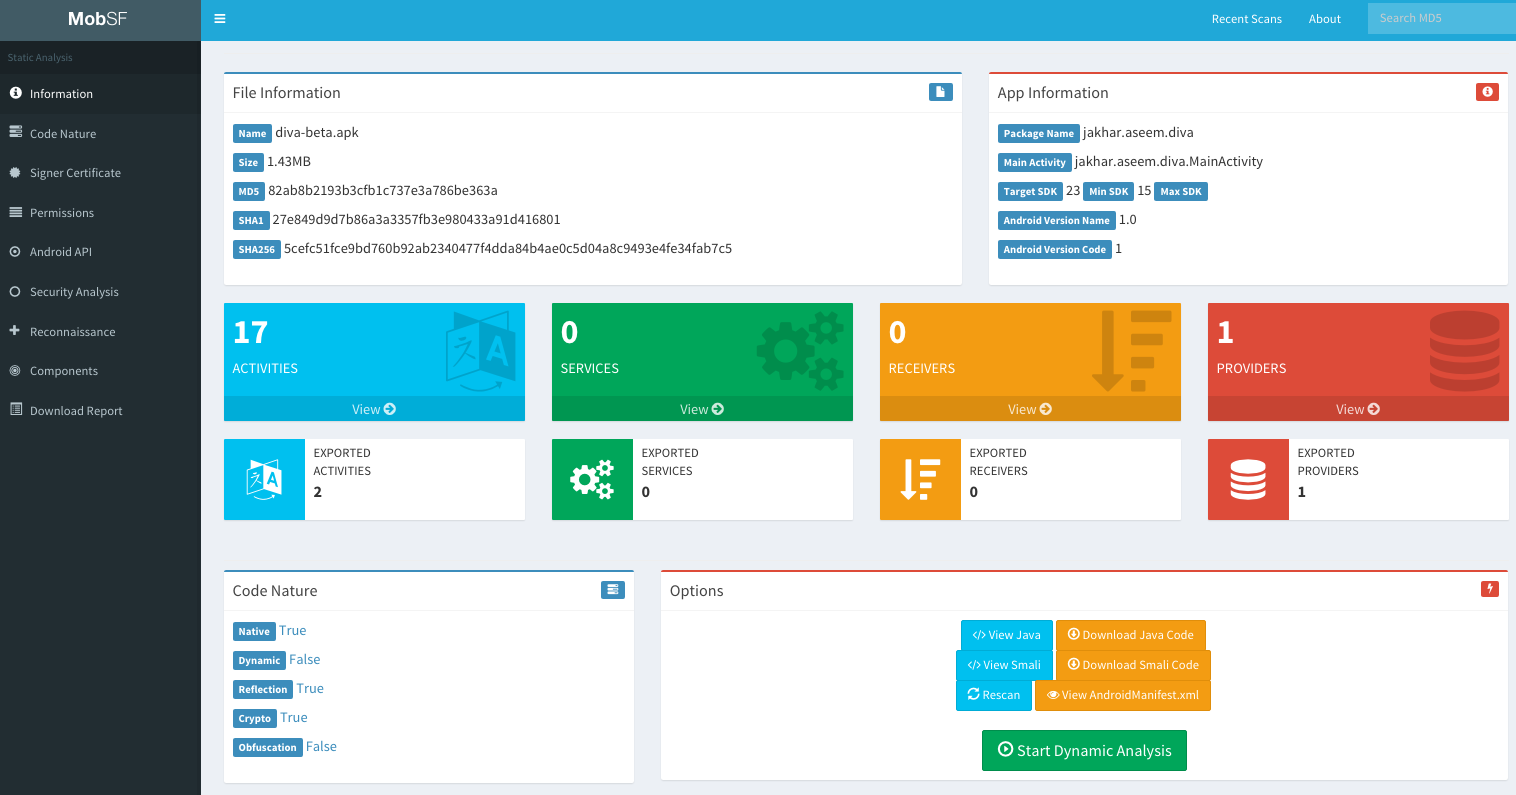 MobSF
Recent Scans About Search MD5
Static Analysis
Information
Code Nature
Signer Certificate
Permissions
Android API
Security Analysis
Reconnaissance
Components
Download Report
File Information
Name diva-beta.apk
Size 1.43MB
MD5 82ab8b2193b3cfb1c737e3a786be363a
SHA1 27e849d9d7b86a3a3357fb3e980433a91d416801
SHA256 5cefc51fce9bd760b92ab2340477f4dda84b4ae0c5d04a8c9493e4fe34fab7c5
App Information
Package Name jakhar.aseem.diva
Main Activity jakhar.aseem.diva.MainActivity
Target SDK 23 Min SDK 15 Max SDK
Android Version Name 1.0
Android Version Code 1
17
ACTIVITIES
View
0
SERVICES
View
0
RECEIVERS
View
1
PROVIDERS
View
EXPORTED
ACTIVITIES
2
EXPORTED
SERVICES
0
EXPORTED
RECEIVERS
0
EXPORTED
PROVIDERS
1
Code Nature
Native True
Dynamic False
Reflection True
Crypto True
Obfuscation False
Options
</> View Java Download Java Code
</> View Smali Download Smali Code
Rescan View AndroidManifest.xml
Start Dynamic Analysis